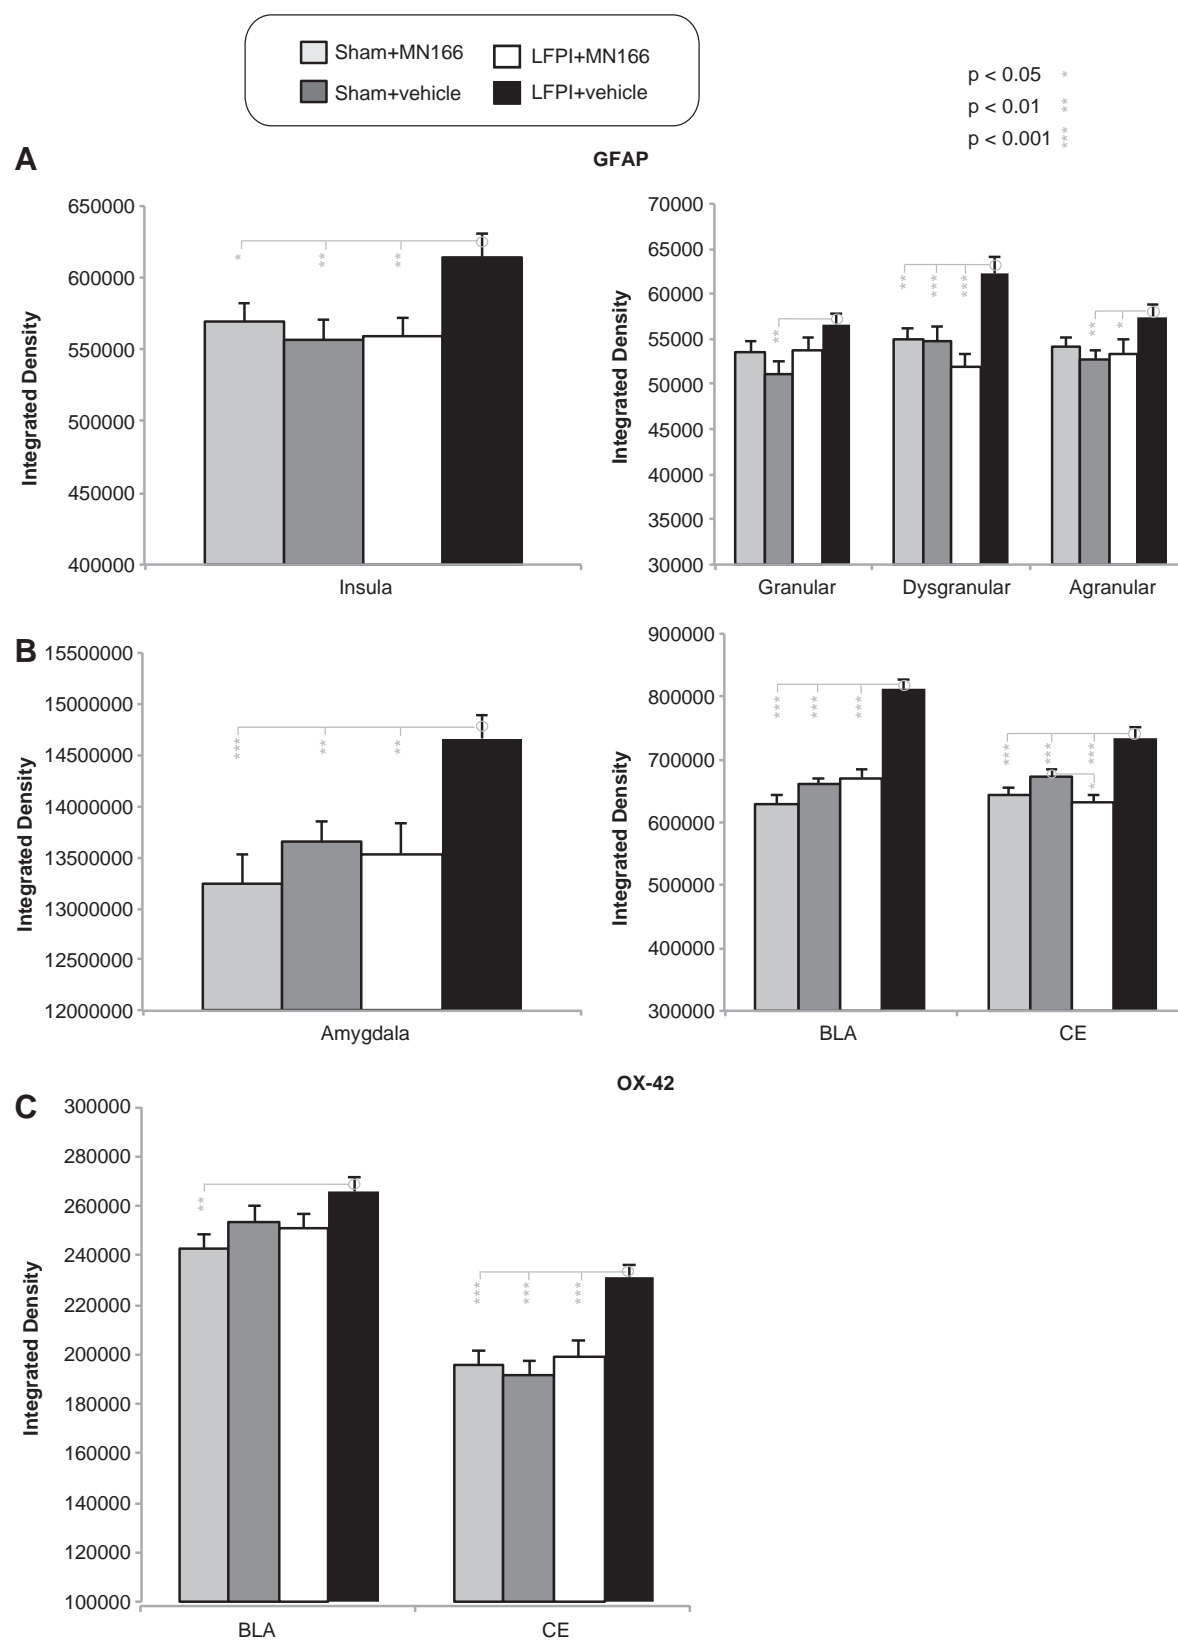 Sham+MN166 LFPI+MN166
Sham+vehicle LFPI+vehicle
p < 0.05 *
p < 0.01 **
p < 0.001 ***
A
GFAP
Integrated Density
650000
600000
550000
500000
450000
400000
* ** **
Insula
Integrated Density
70000
65000
60000
55000
50000
45000
40000
35000
30000
** ** *** *** ** *
Granular Dysgranular Agranular
B
Integrated Density
15500000
15000000
14500000
14000000
13500000
13000000
12500000
12000000
*** ** **
Amygdala
Integrated Density
900000
800000
700000
600000
500000
400000
300000
*** *** *** *** *** ***
*
BLA CE
OX-42
C
Integrated Density
300000
280000
260000
240000
220000
200000
180000
160000
140000
120000
100000
**
*** *** ***
BLA CE